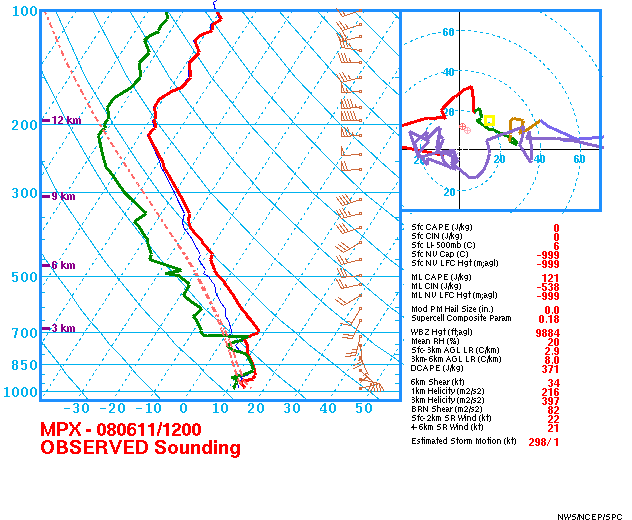 100
200
300
500
700
850
1000
12 km
9 km
6 km
3 km
-30 -20 -10 0 10 20 30 50
MPX - 080611/1200
OBSERVED Sounding
60
40
20
20 20 40 60
20
Sfc CAPE (J/kg) 0
Sfc CIN (J/kg) 0
Sfc LI-500mb (C) 6
Sfc NV Cap (C) -999
Sfc NV LFC Hgt (m;agl) -999
ML CAPE (J/kg) 121
ML CIN (J/kg) -538
ML NV LFC Hgt (m;agl) -999
Mod PM Hail Size (in.) 0.0
Supercell Composite Param 0.18
WBZ Hgt (ft;agl) 9884
Mean RH (%) 20
Sfc-3km AGL LR (C/km) 2.9
3km-6km AGL LR (C/km) 8.0
DCAPE (J/kg) 371
6km Shear (kt) 34
1km Helicity (m2/s2) 216
3km Helicity (m2/s2) 397
BRN Shear (m2/s2) 82
Sfc-2km SR Wind (kt) 22
4-6km SR Wind (kt) 21
Estimated Storm Motion (kt) 298/ 1
NWS/NCEP/SPC